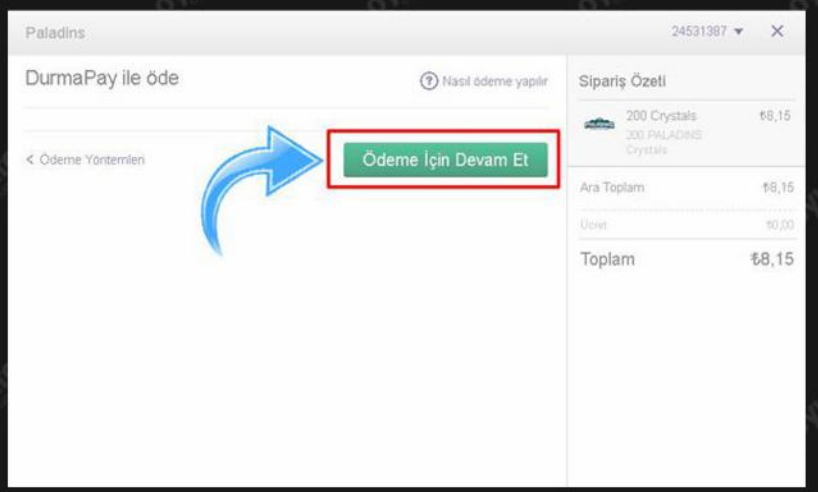 Paladins
24531387
DurmaPay ile öde
Nasıl ödeme yapılır
Ödeme Yöntemleri
Ödeme İçin Devam Et
Sipariş Özeti
200 Crystals ₺8,15
200 PALADINS
Crystals
Ara Toplam ₺8,15
Ücret ₺0,00
Toplam ₺8,15